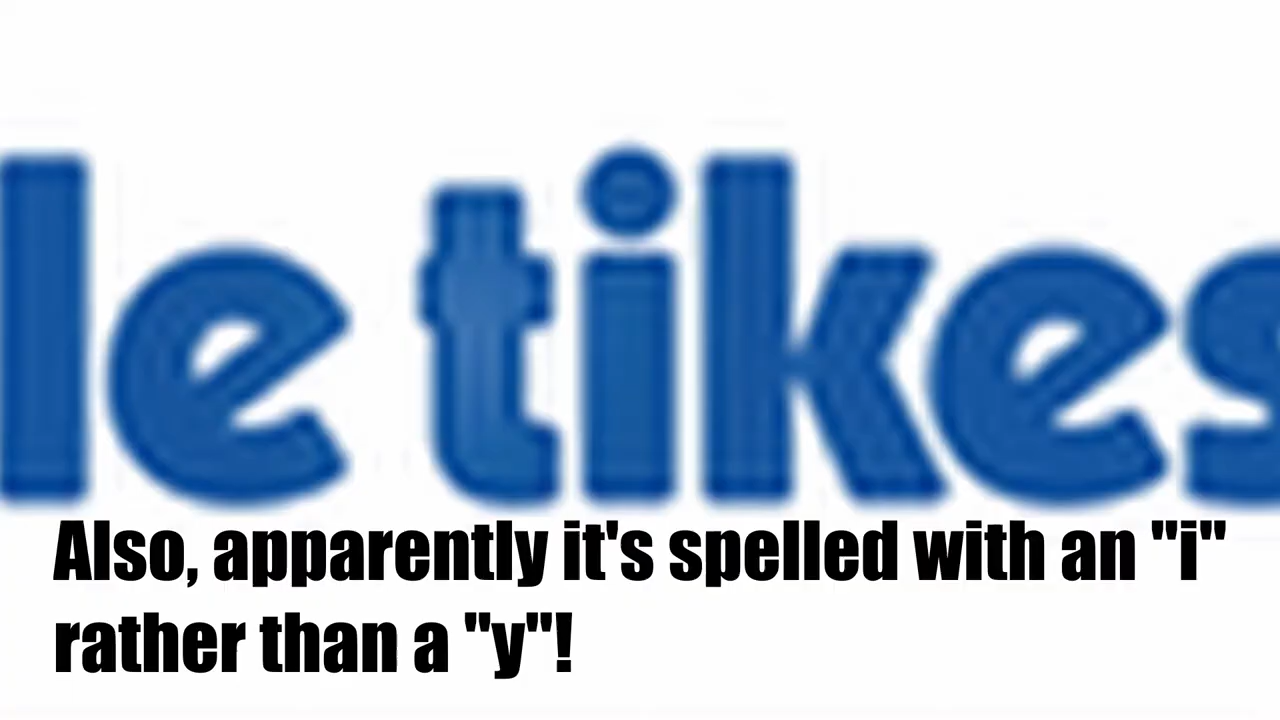 le tikes
Also, apparently it's spelled with an "i"
rather than a "y"!